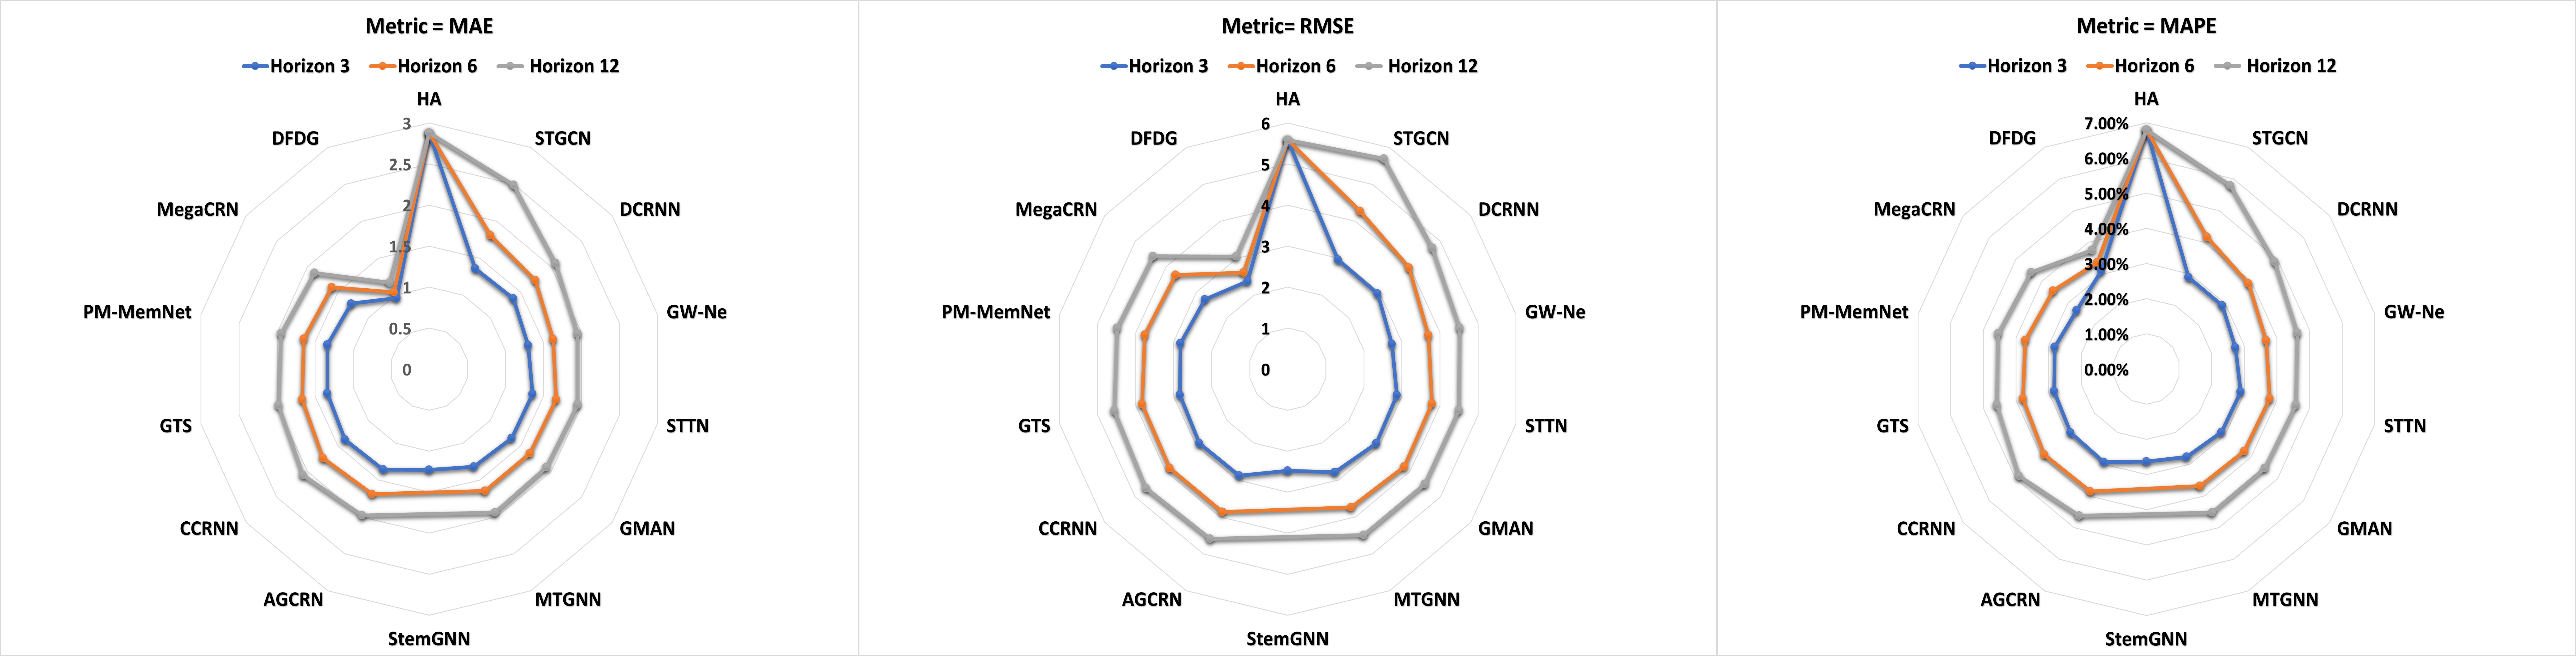 Metric = MAE
Horizon 3 Horizon 6 Horizon 12
HA
STGCN
DCRNN
GW-Ne
STTN
GMAN
MTGNN
StemGNN
AGCRN
CCRNN
GTS
PM-MemNet
MegaCRN
DFDG
3
2.5
2
1.5
1
0.5
0
Metric= RMSE
Horizon 3 Horizon 6 Horizon 12
HA
STGCN
DCRNN
GW-Ne
STTN
GMAN
MTGNN
StemGNN
AGCRN
CCRNN
GTS
PM-MemNet
MegaCRN
DFDG
6
5
4
3
2
1
0
Metric = MAPE
Horizon 3 Horizon 6 Horizon 12
HA
STGCN
DCRNN
GW-Ne
STTN
GMAN
MTGNN
StemGNN
AGCRN
CCRNN
GTS
PM-MemNet
MegaCRN
DFDG
7.00%
6.00%
5.00%
4.00%
3.00%
2.00%
1.00%
0.00%